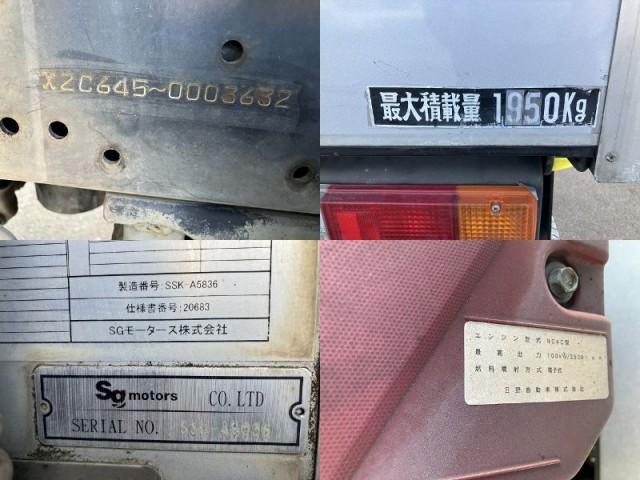 X2C645~0003632
最大積載量 1950Kg
製造番号: SSK-A5836
仕様書番号: 20683
SGモータース株式会社
Sg motors CO.LTD
SERIAL NO.
エンジン型式 NC4C型
最高出力
燃料噴射方式 電子式
日野自動車株式会社